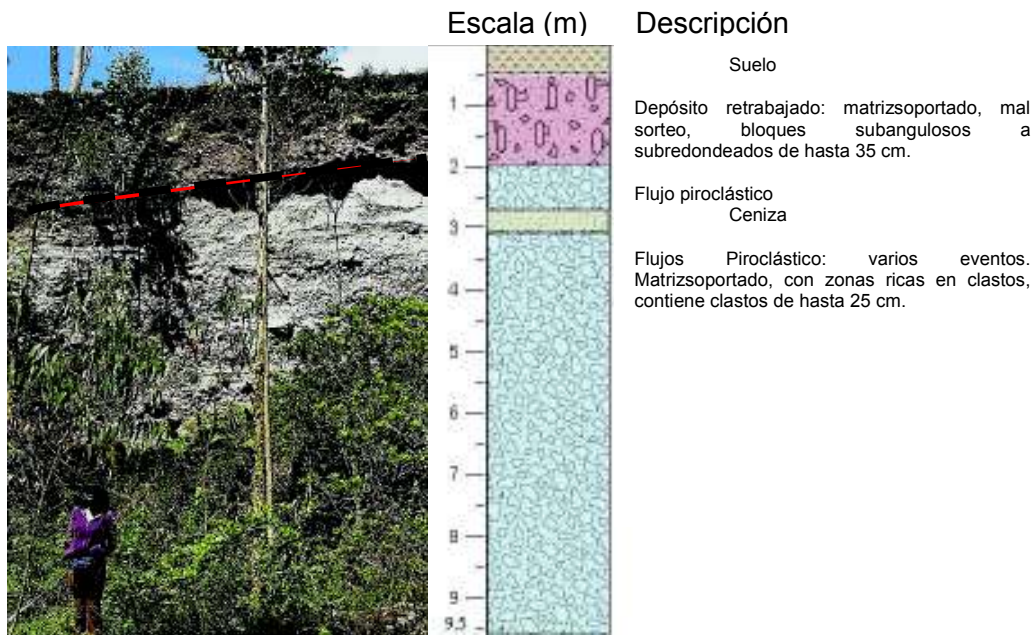 Escala (m) Descripción
Suelo
1
Depósito retrabajado: matrizsoportado, mal
sorteo, bloques subangulosos a
subredondeados de hasta 35 cm.
2
Flujo piroclástico
3
Ceniza
Flujos Piroclástico: varios eventos.
Matrizsoportado, con zonas ricas en clastos,
4
contiene clastos de hasta 25 cm.
5
6
7
8
9
9.5